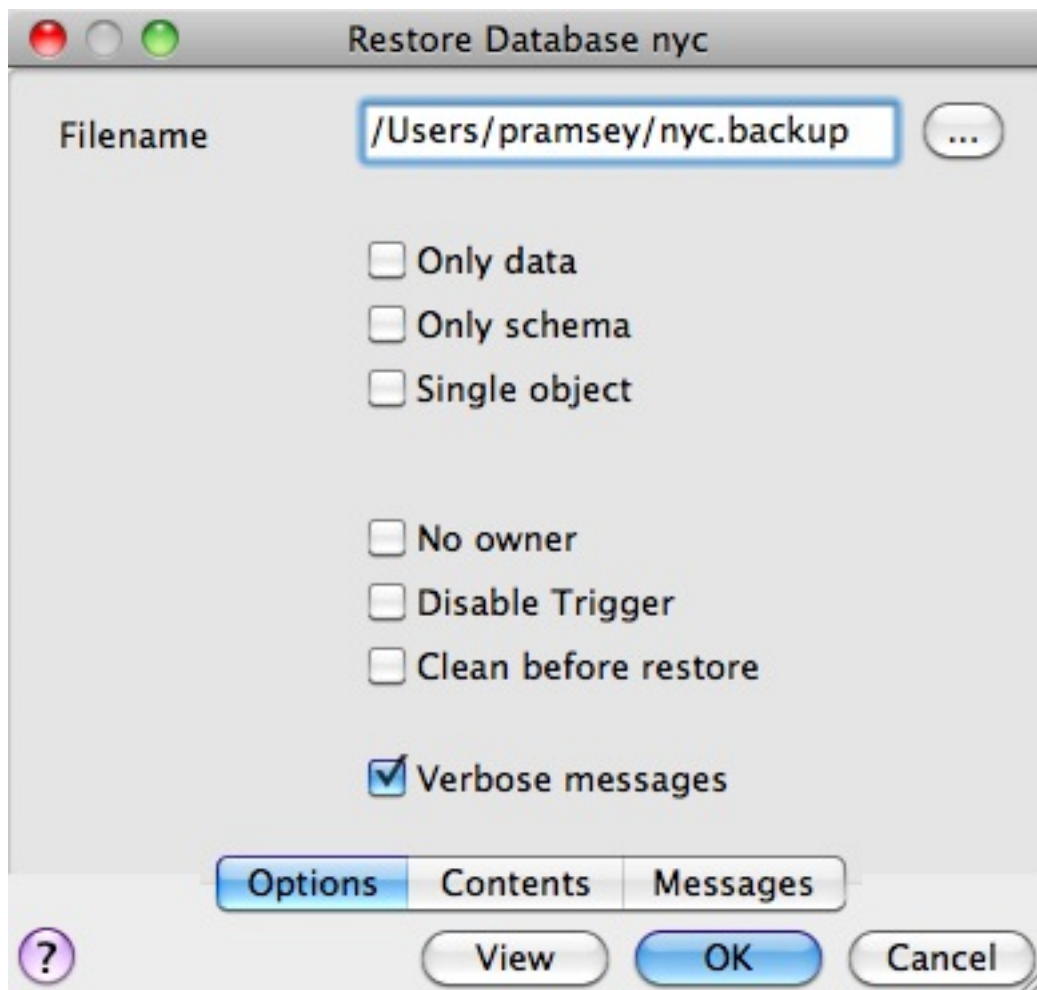 Restore Database nyc
Filename /Users/pramsey/nyc.backup ...
Only data
Only schema
Single object
No owner
Disable Trigger
Clean before restore
Verbose messages
Options Contents Messages
? View OK Cancel